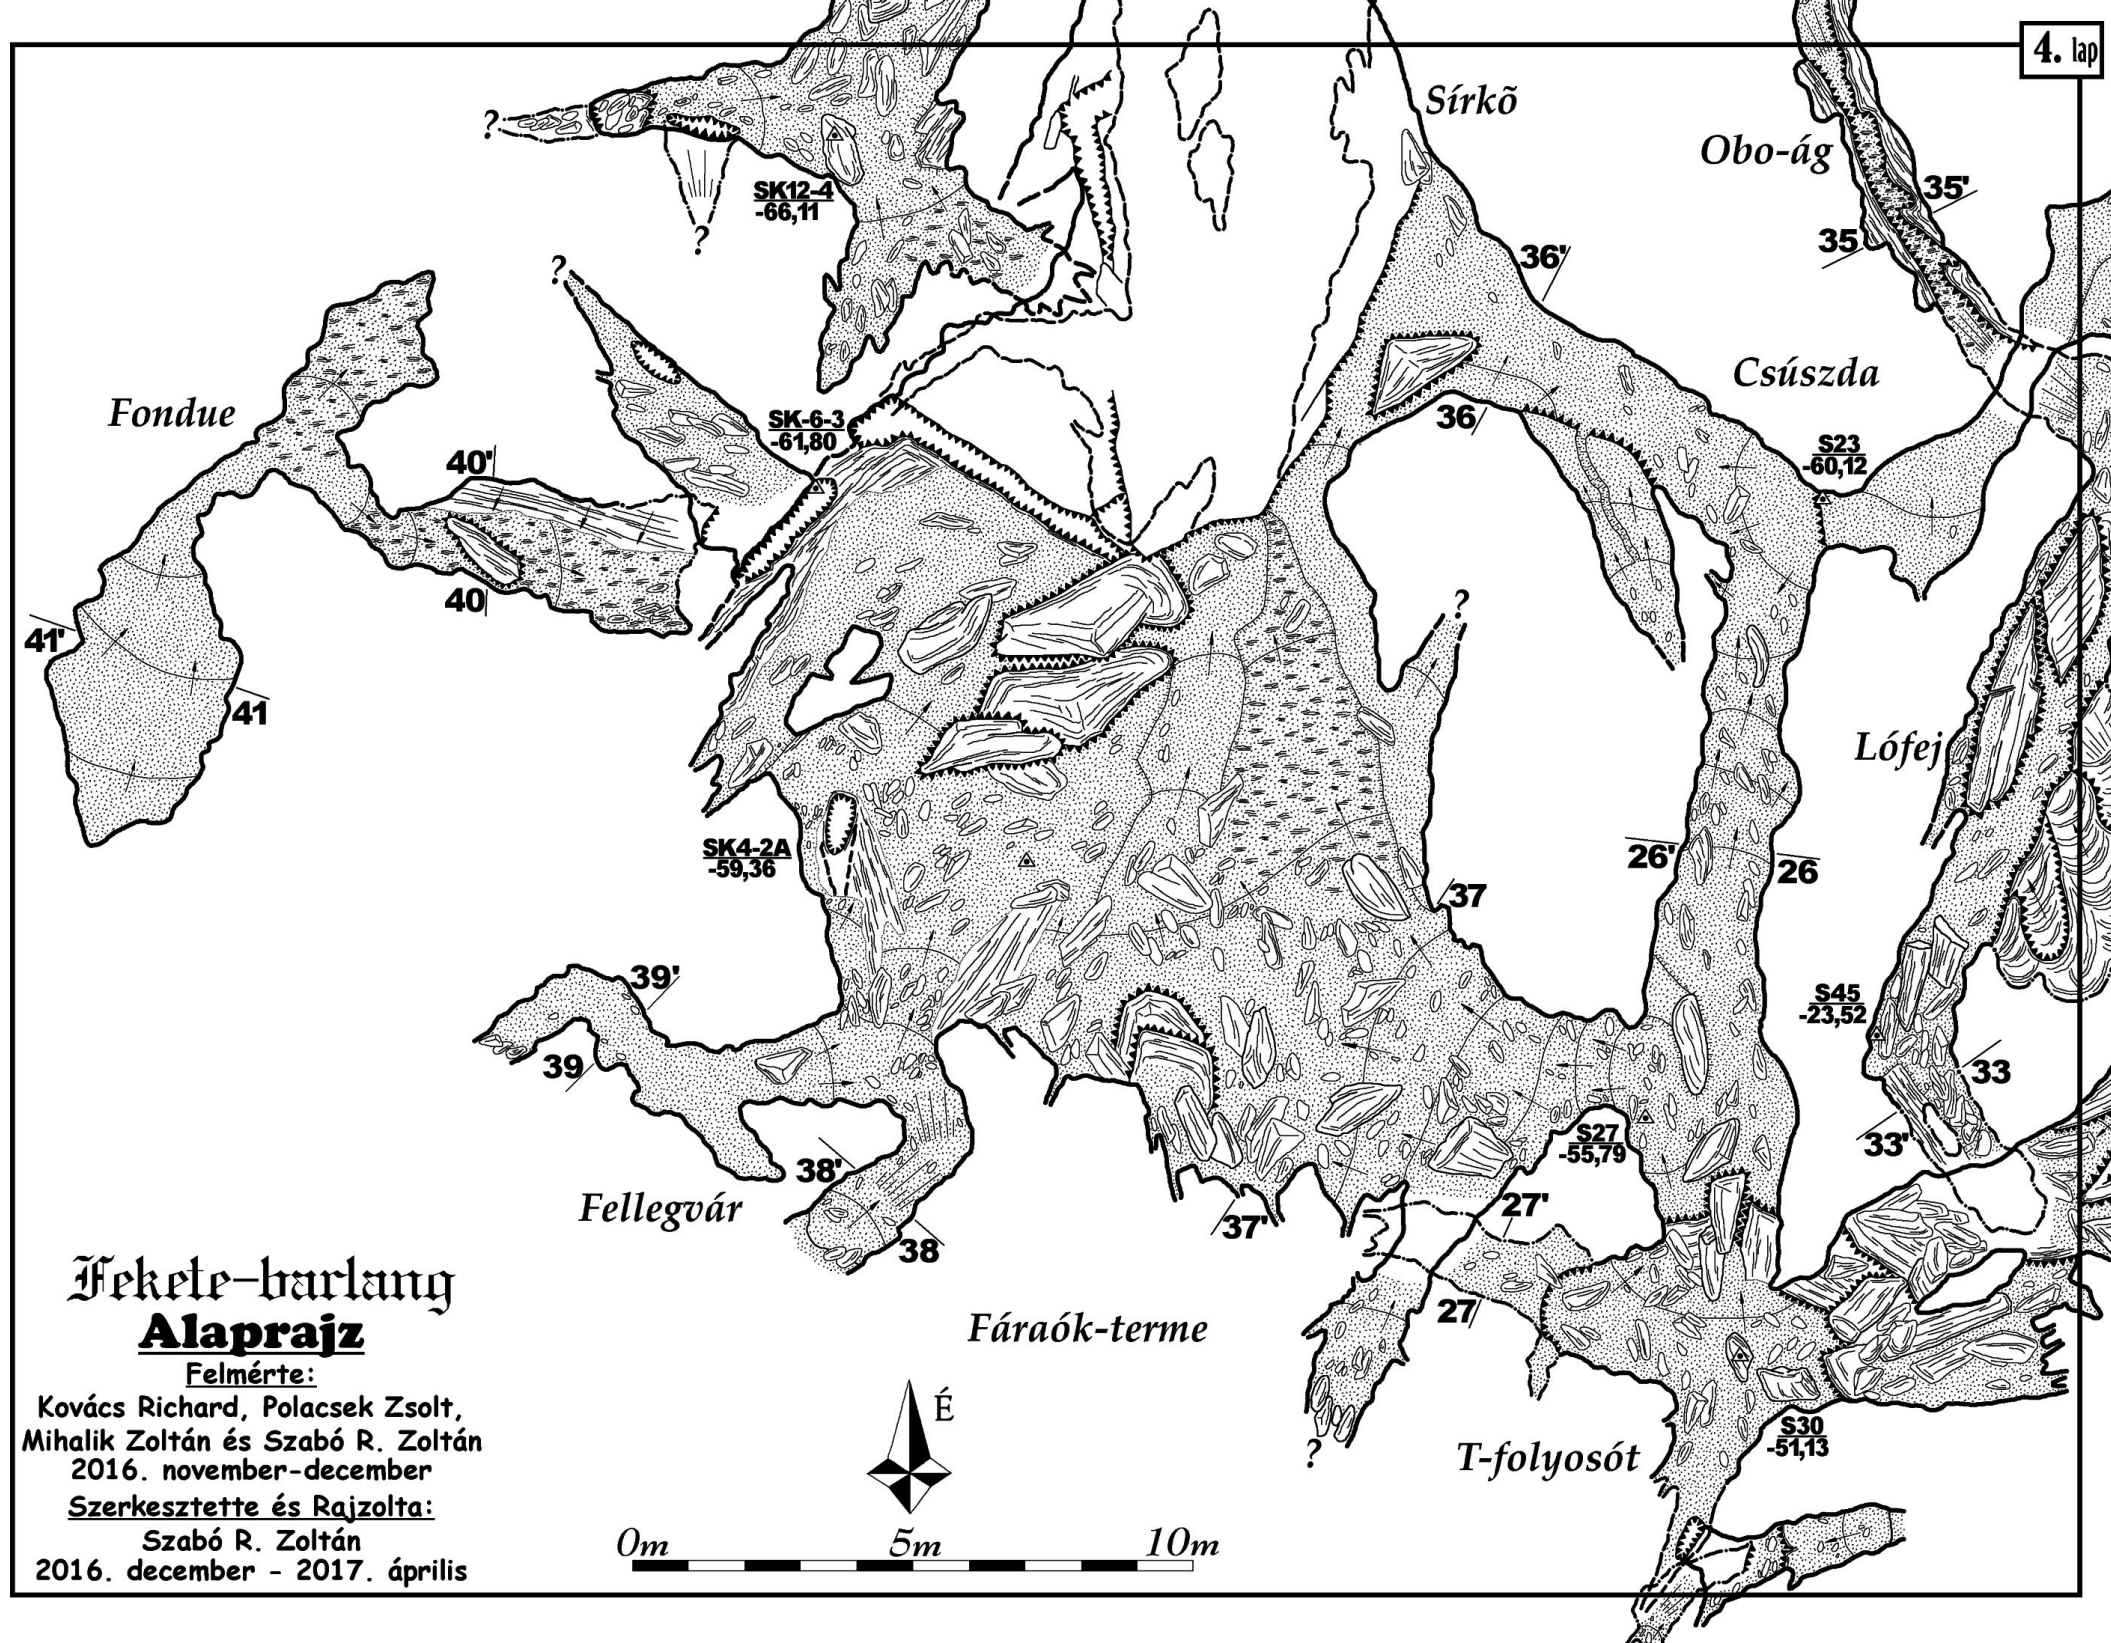 4. lap
Sírkõ
?
Obo-ág
SK12-4
-66,11
35'
?
35
36'
?
Csúszda
Fondue
SK-6-3
-61,80
36
40'
S23
-60,12
40
?
41'
41
Lófej
SK4-2A
-59,36
26'
26
37
39'
S45
-23,52
39
33
S27
-55,79
33'
38'
Fellegvár
27'
37'
38
Fekete-barlang
Alaprajz
27
Fáraók-terme
Felmérte:
Kovács Richard, Polacsek Zsolt,
Mihalik Zoltán és Szabó R. Zoltán
2016. november-december
É
?
T-folyosót
S30
-51,13
Szerkesztette és Rajzolta:
Szabó R. Zoltán
2016. december - 2017. április
0m 5m 10m